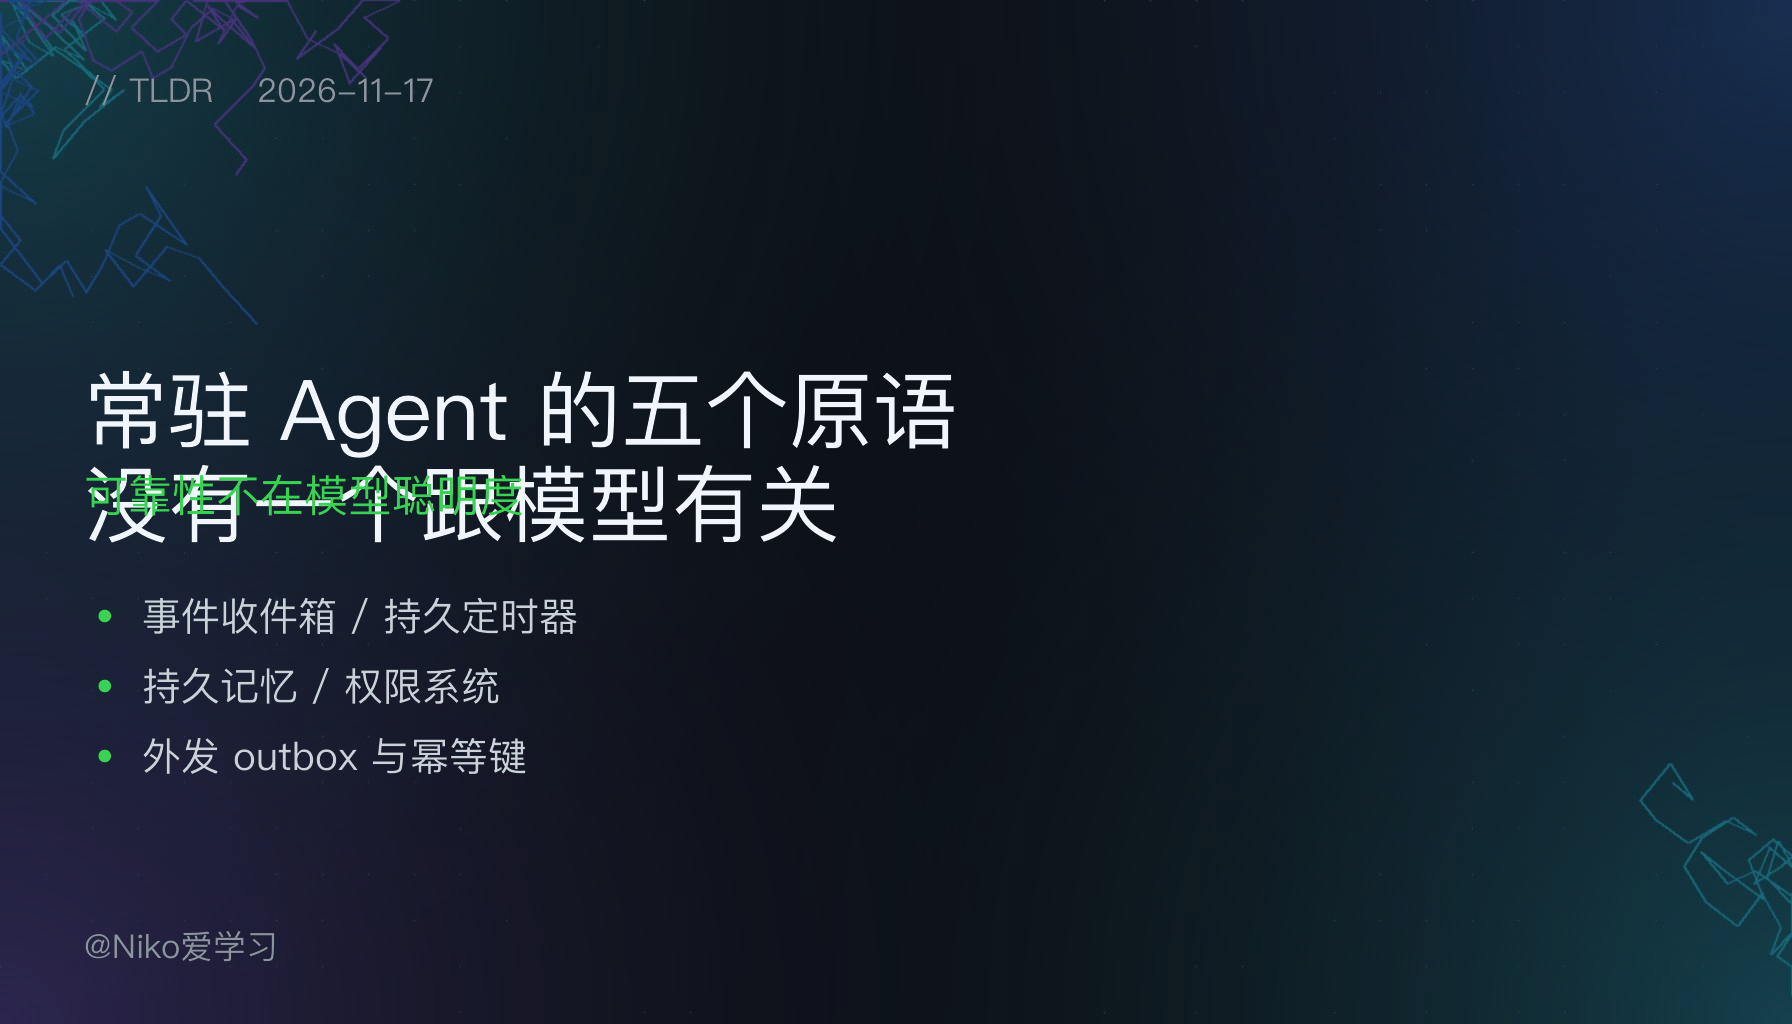 // TLDR 2026-11-17
常驻 Agent 的五个原语
没有一个跟模型有关
可靠性不在模型聪明度
• 事件收件箱 / 持久定时器
• 持久记忆 / 权限系统
• 外发 outbox 与幂等键
@Niko爱学习